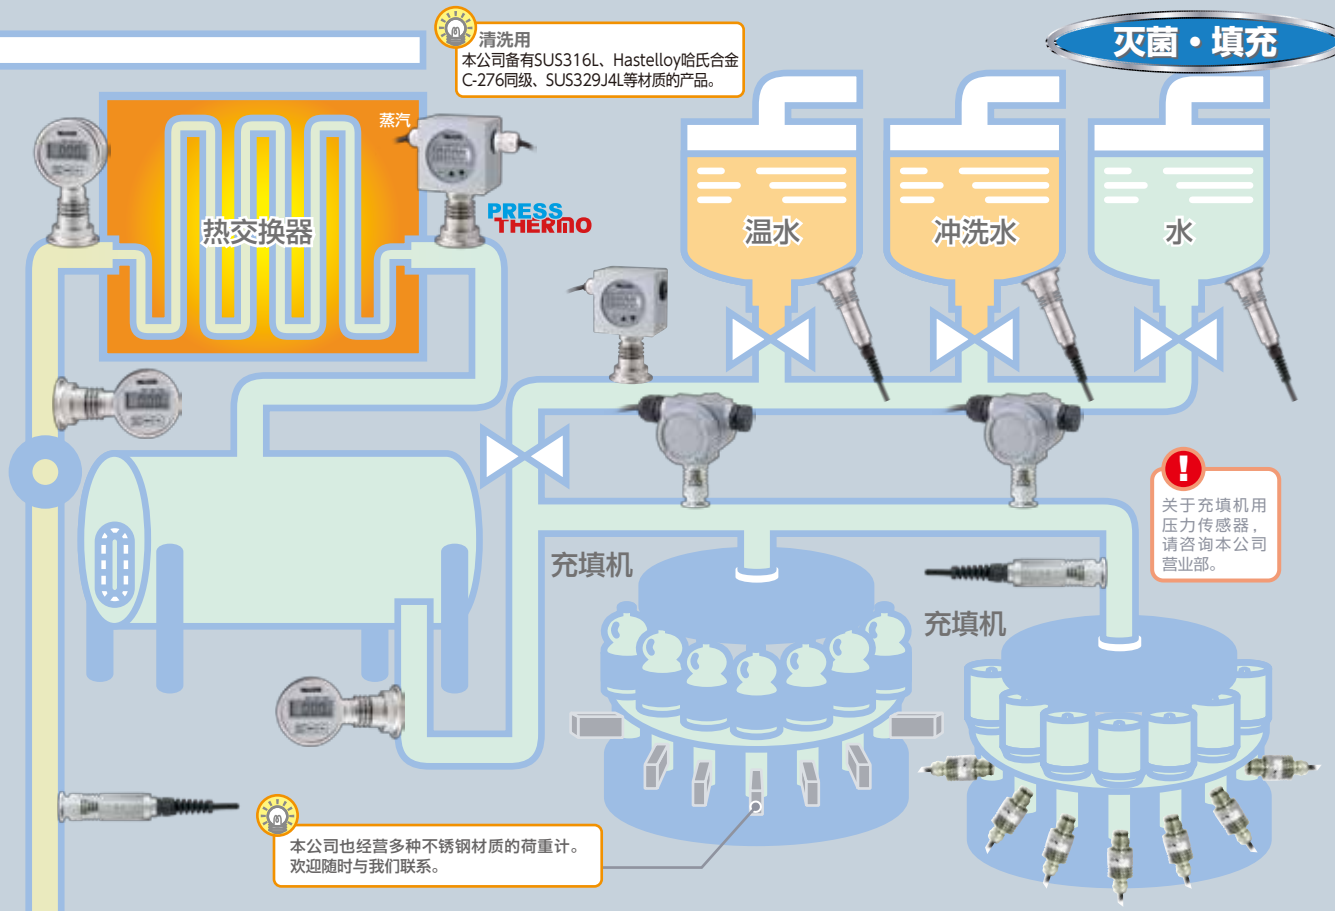 清洗用
本公司备有SUS316L、Hastelloy哈氏合金
C-276同级、SUS329J4L等材质的产品。
灭菌・填充
蒸汽
热交换器
PRESS
THERMO
温水
冲洗水
水
!
关于充填机用
压力传感器，
请咨询本公司
营业部。
充填机
充填机
本公司也经营多种不锈钢材质的荷重计。
欢迎随时与我们联系。